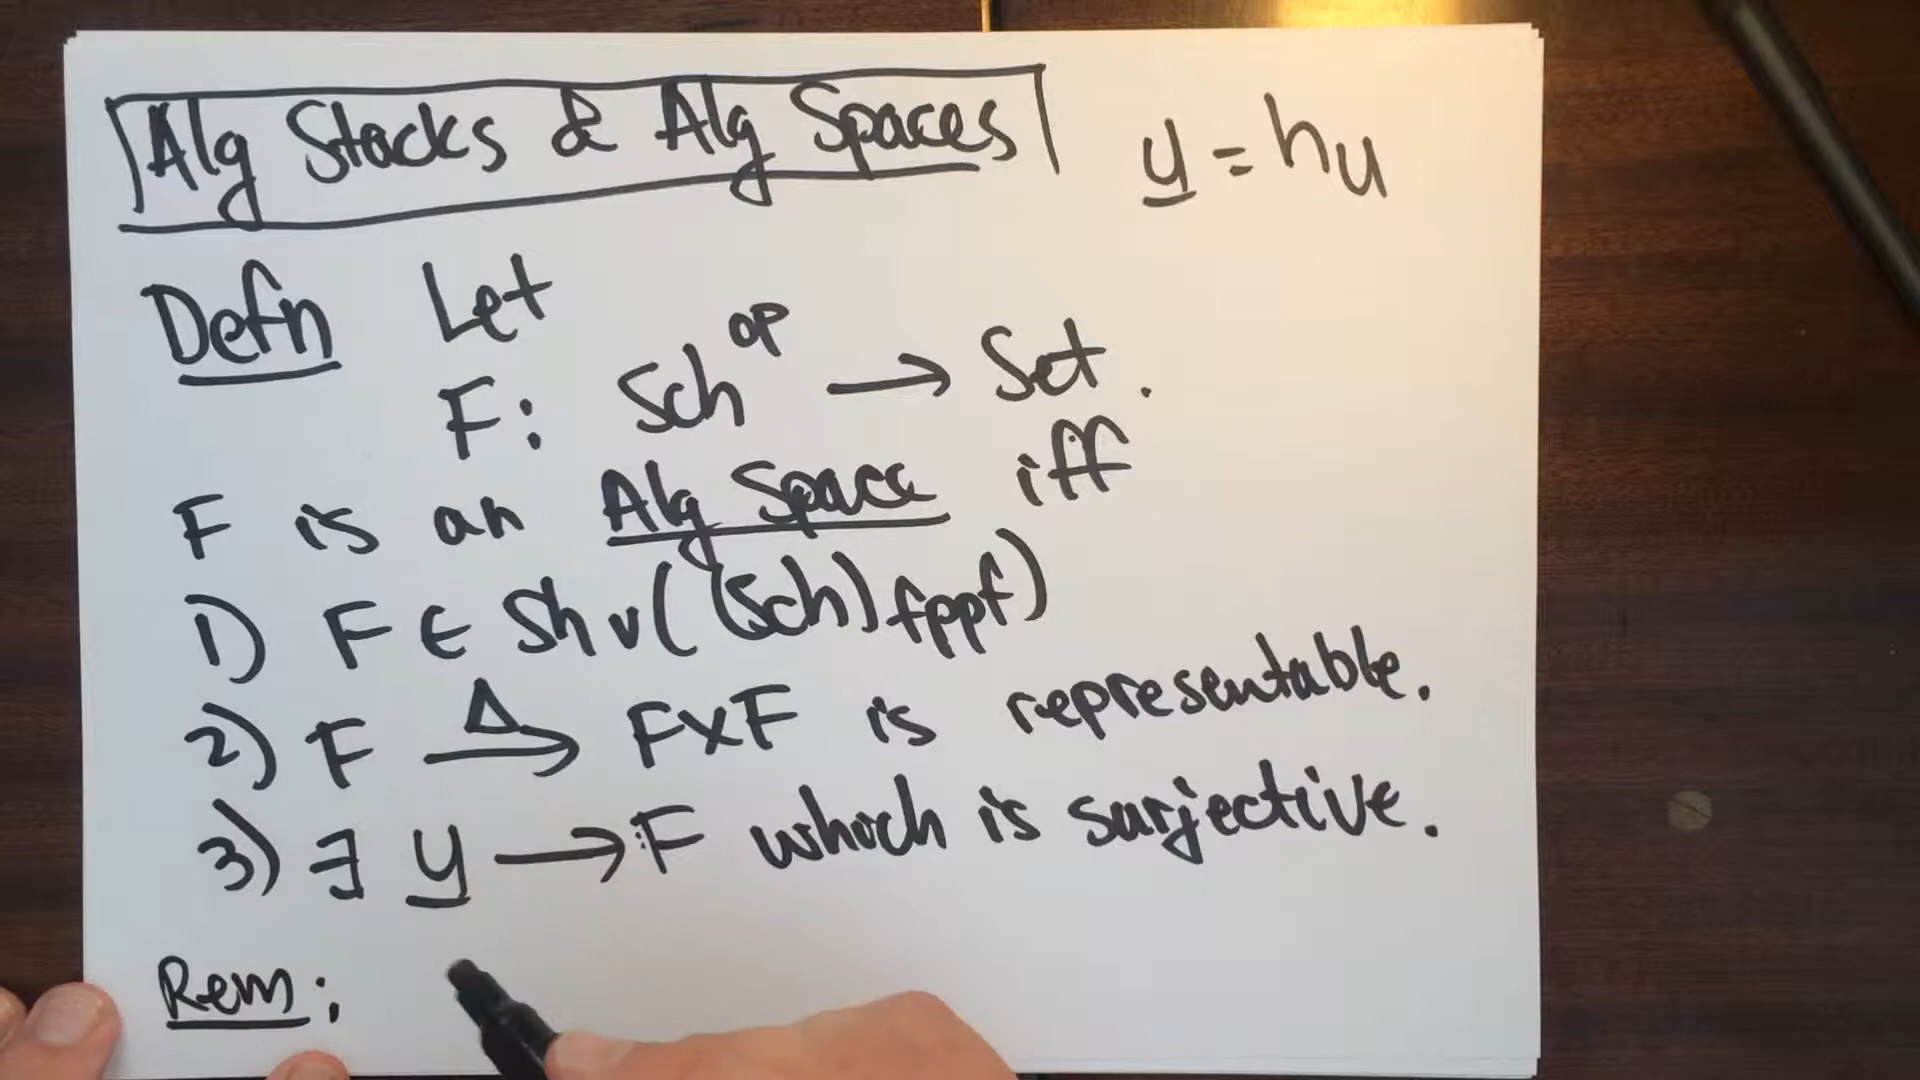 Alg Stacks & Alg Spaces
u = hu
Defn Let
F: Sch^op → Set.
F is an Alg Space iff
1) F ∈ Shv((Sch)fppf)
2) F →^Δ F×F is representable.
3) ∃ u → F which is surjective.
Rem: